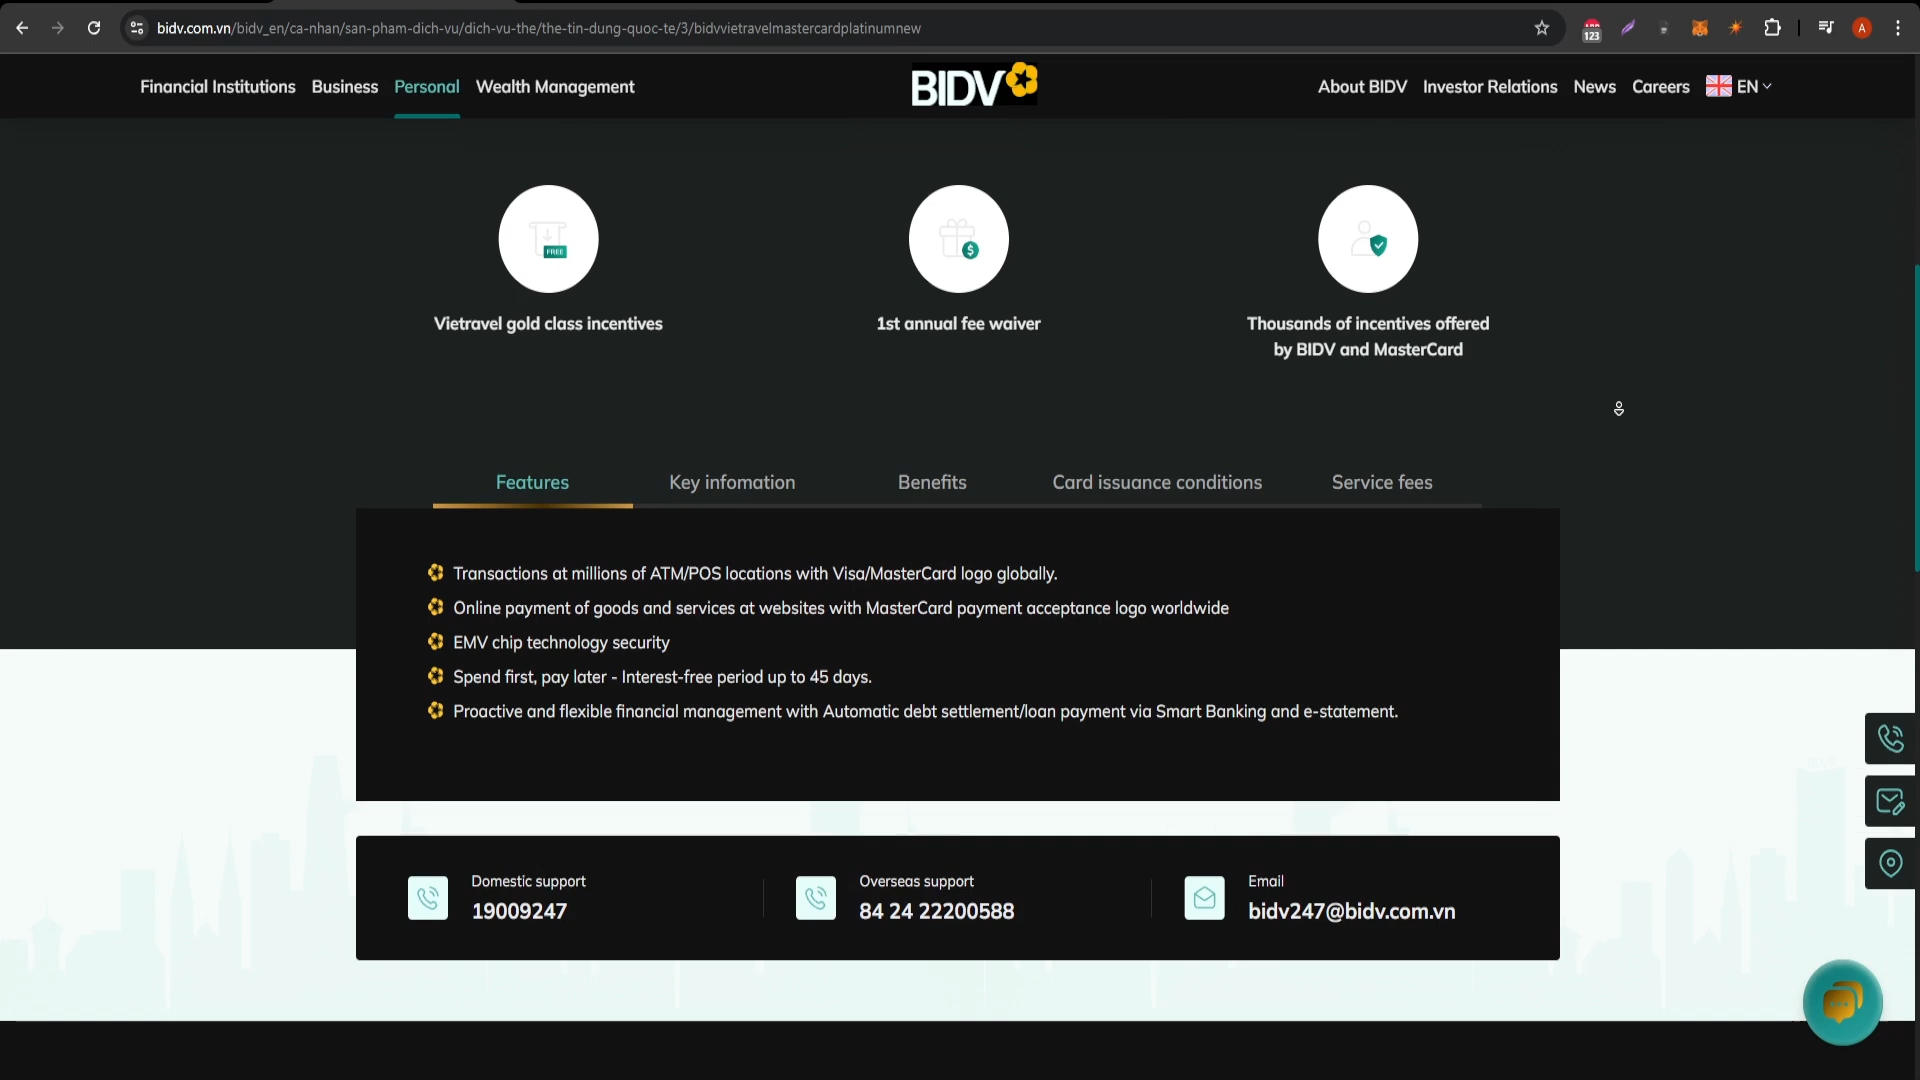 bidv.com.vn/bidv_en/ca-nhan/san-pham-dich-vu/dich-vu-the/the-tin-dung-quoc-te/3/bidvvietravelmastercardplatinumnew
123
A
Financial Institutions
Business
Personal
Wealth Management
BIDV
About BIDV
Investor Relations
News
Careers
EN
FREE
$
Vietravel gold class incentives
1st annual fee waiver
Thousands of incentives offered
by BIDV and MasterCard
Features
Key infomation
Benefits
Card issuance conditions
Service fees
Transactions at millions of ATM/POS locations with Visa/MasterCard logo globally.
Online payment of goods and services at websites with MasterCard payment acceptance logo worldwide
EMV chip technology security
Spend first, pay later - Interest-free period up to 45 days.
Proactive and flexible financial management with Automatic debt settlement/loan payment via Smart Banking and e-statement.
Domestic support
19009247
Overseas support
84 24 22200588
Email
bidv247@bidv.com.vn